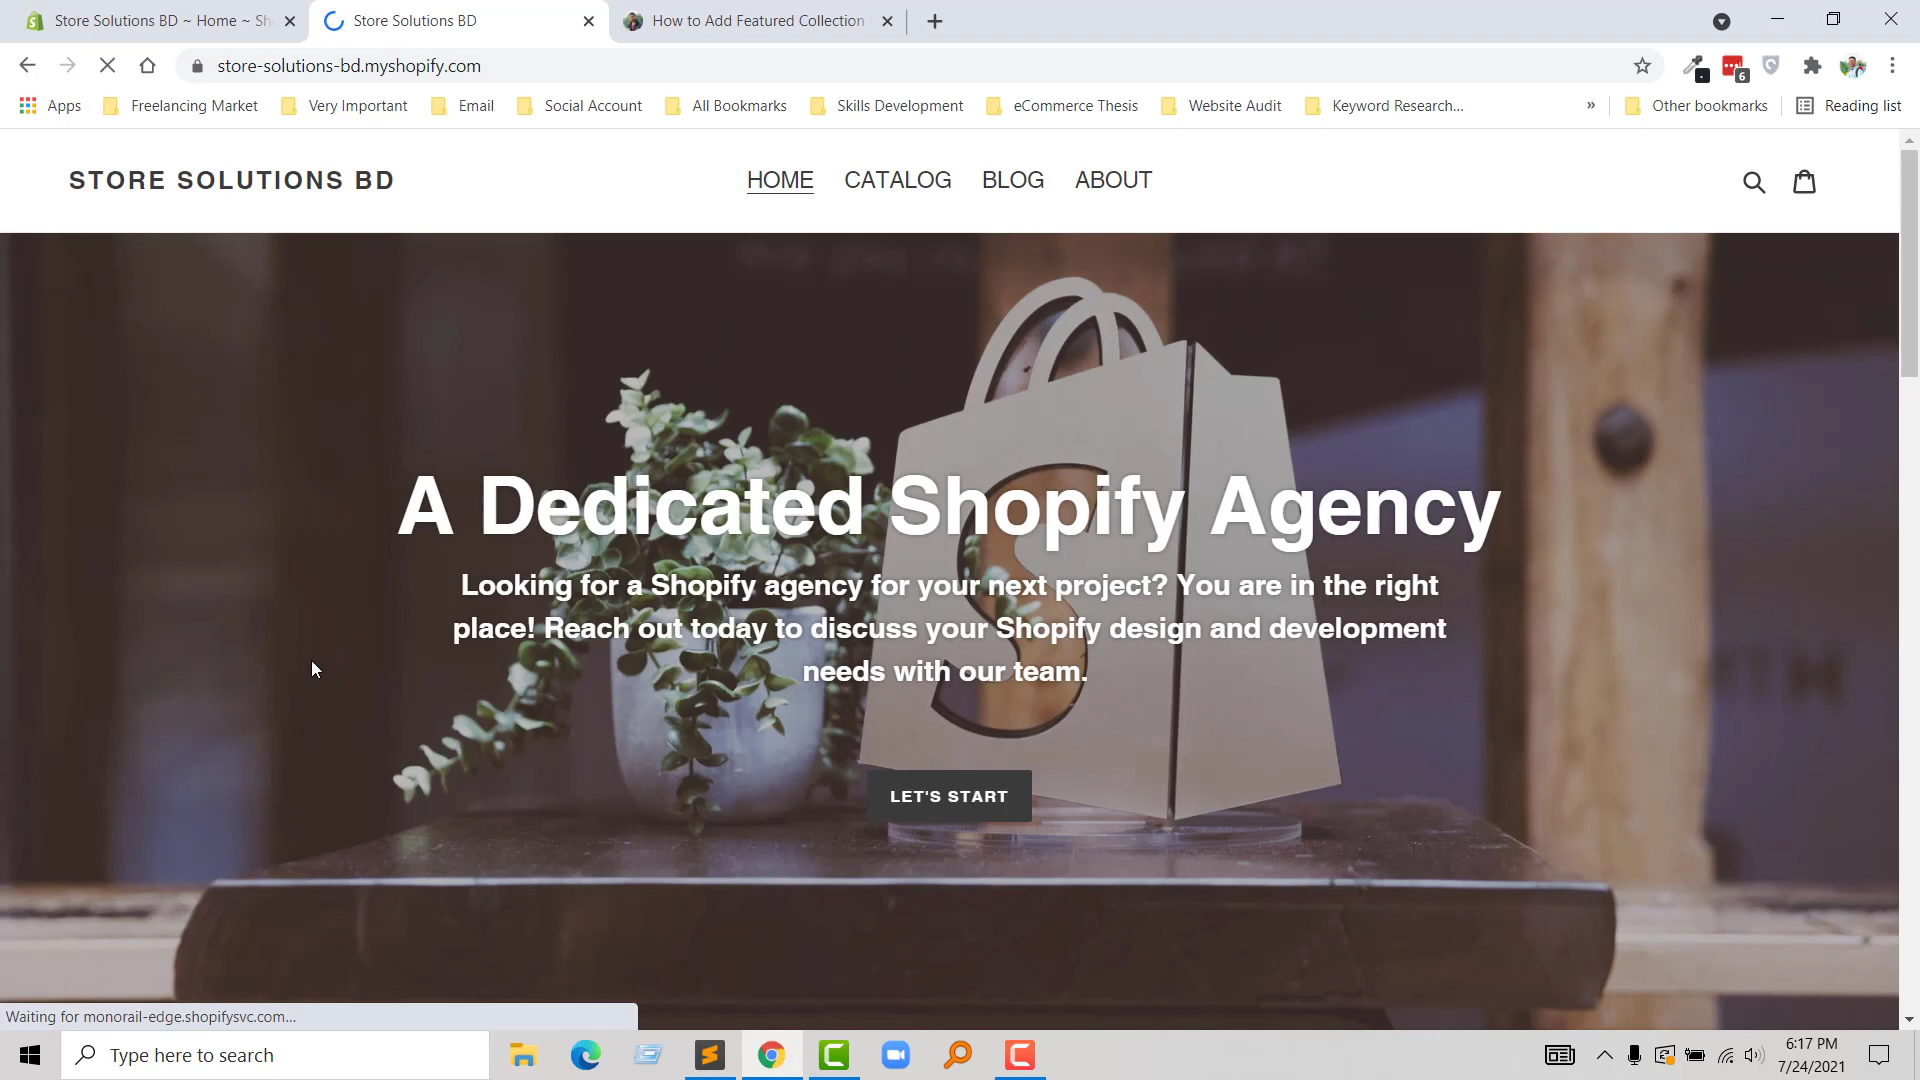 Store Solutions BD ~ Home ~ Sh
Store Solutions BD
How to Add Featured Collection
store-solutions-bd.myshopify.com
6
Apps
Freelancing Market
Very Important
Email
Social Account
All Bookmarks
Skills Development
eCommerce Thesis
Website Audit
Keyword Research...
»
Other bookmarks
Reading list
STORE SOLUTIONS BD
HOME
CATALOG
BLOG
ABOUT
A Dedicated Shopify Agency
Looking for a Shopify agency for your next project? You are in the right
place! Reach out today to discuss your Shopify design and development
needs with our team.
LET'S START
Waiting for monorail-edge.shopifysvc.com...
Type here to search
6:17 PM
7/24/2021